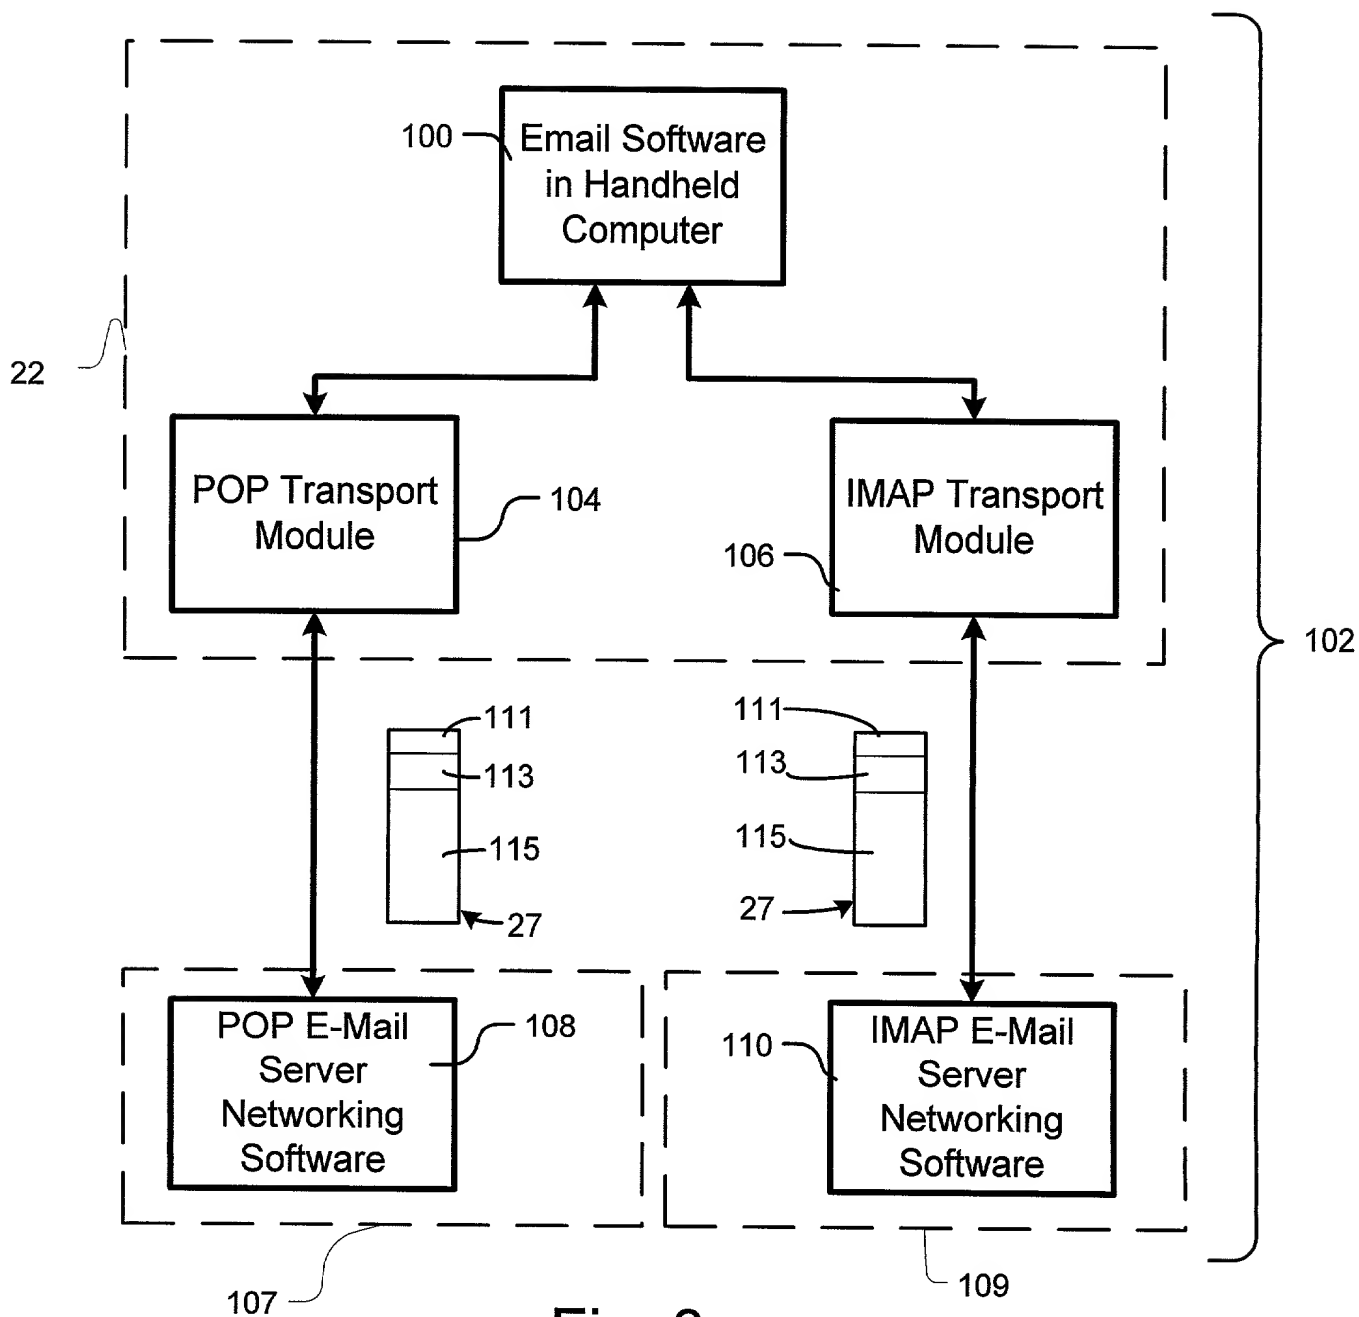 100
Email Software
in Handheld
Computer
22
POP Transport
Module
104
IMAP Transport
Module
106
102
111
113
115
27
111
113
115
27
POP E-Mail
Server
Networking
Software
108
IMAP E-Mail
Server
Networking
Software
110
107
109